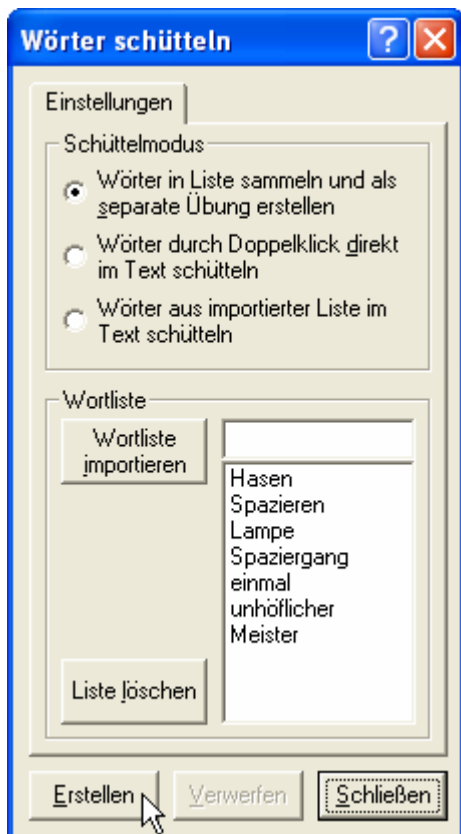 Wörter schütteln
Einstellungen
Schüttelmodus
Wörter in Liste sammeln und als
separate Übung erstellen
Wörter durch Doppelklick direkt
im Text schütteln
Wörter aus importierter Liste im
Text schütteln
Wortliste
Wortliste
importieren
Hasen
Spazieren
Lampe
Spaziergang
einmal
unhöflicher
Meister
Liste löschen
Erstellen
Verwerfen
Schließen